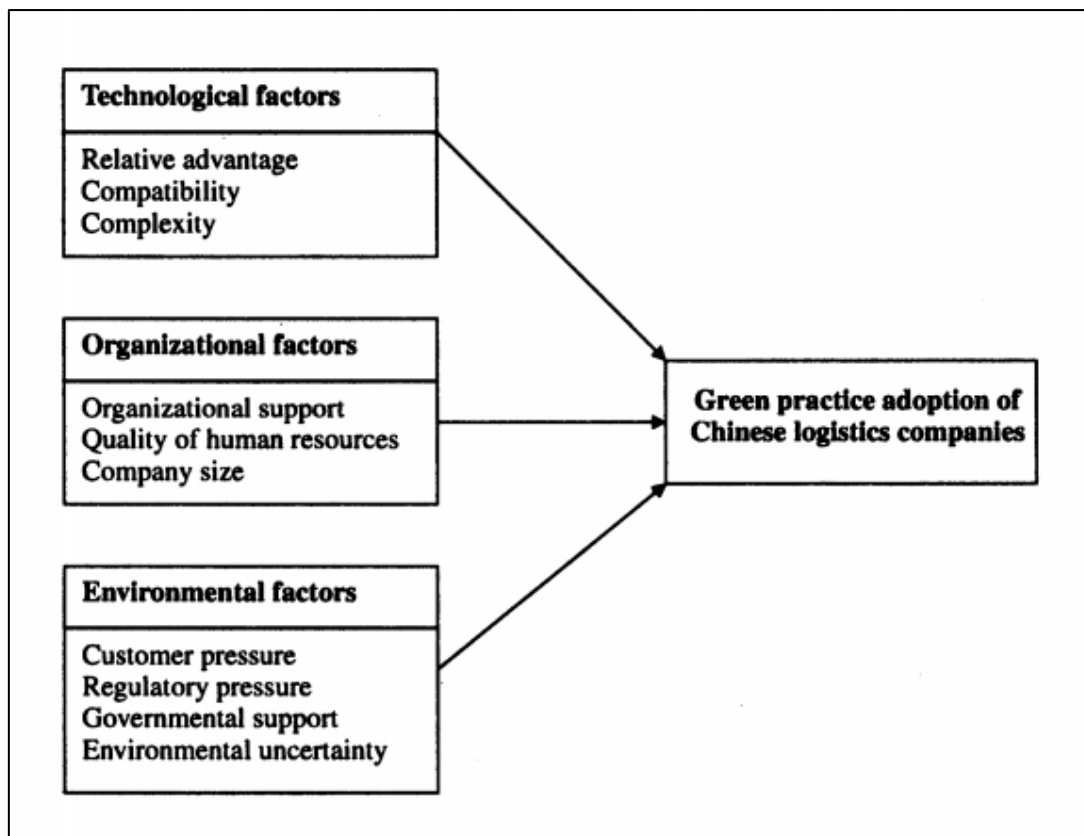 Technological factors
Relative advantage
Compatibility
Complexity
Organizational factors
Organizational support
Quality of human resources
Company size
Environmental factors
Customer pressure
Regulatory pressure
Governmental support
Environmental uncertainty
Green practice adoption of
Chinese logistics companies